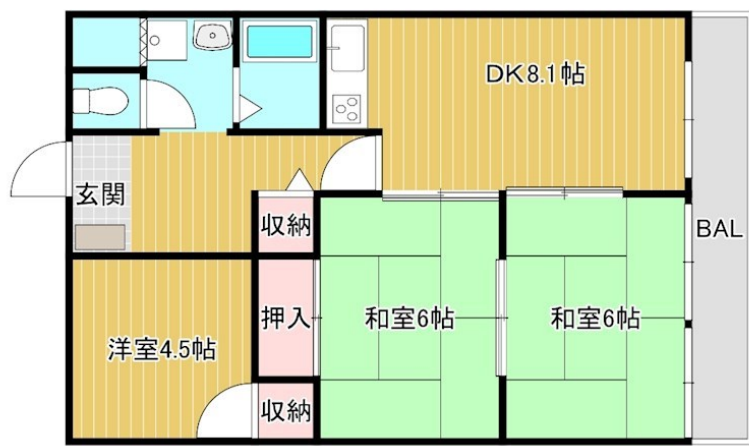 DK8.1帖
玄関
収納
BAL
押入
和室6帖
和室6帖
洋室4.5帖
収納